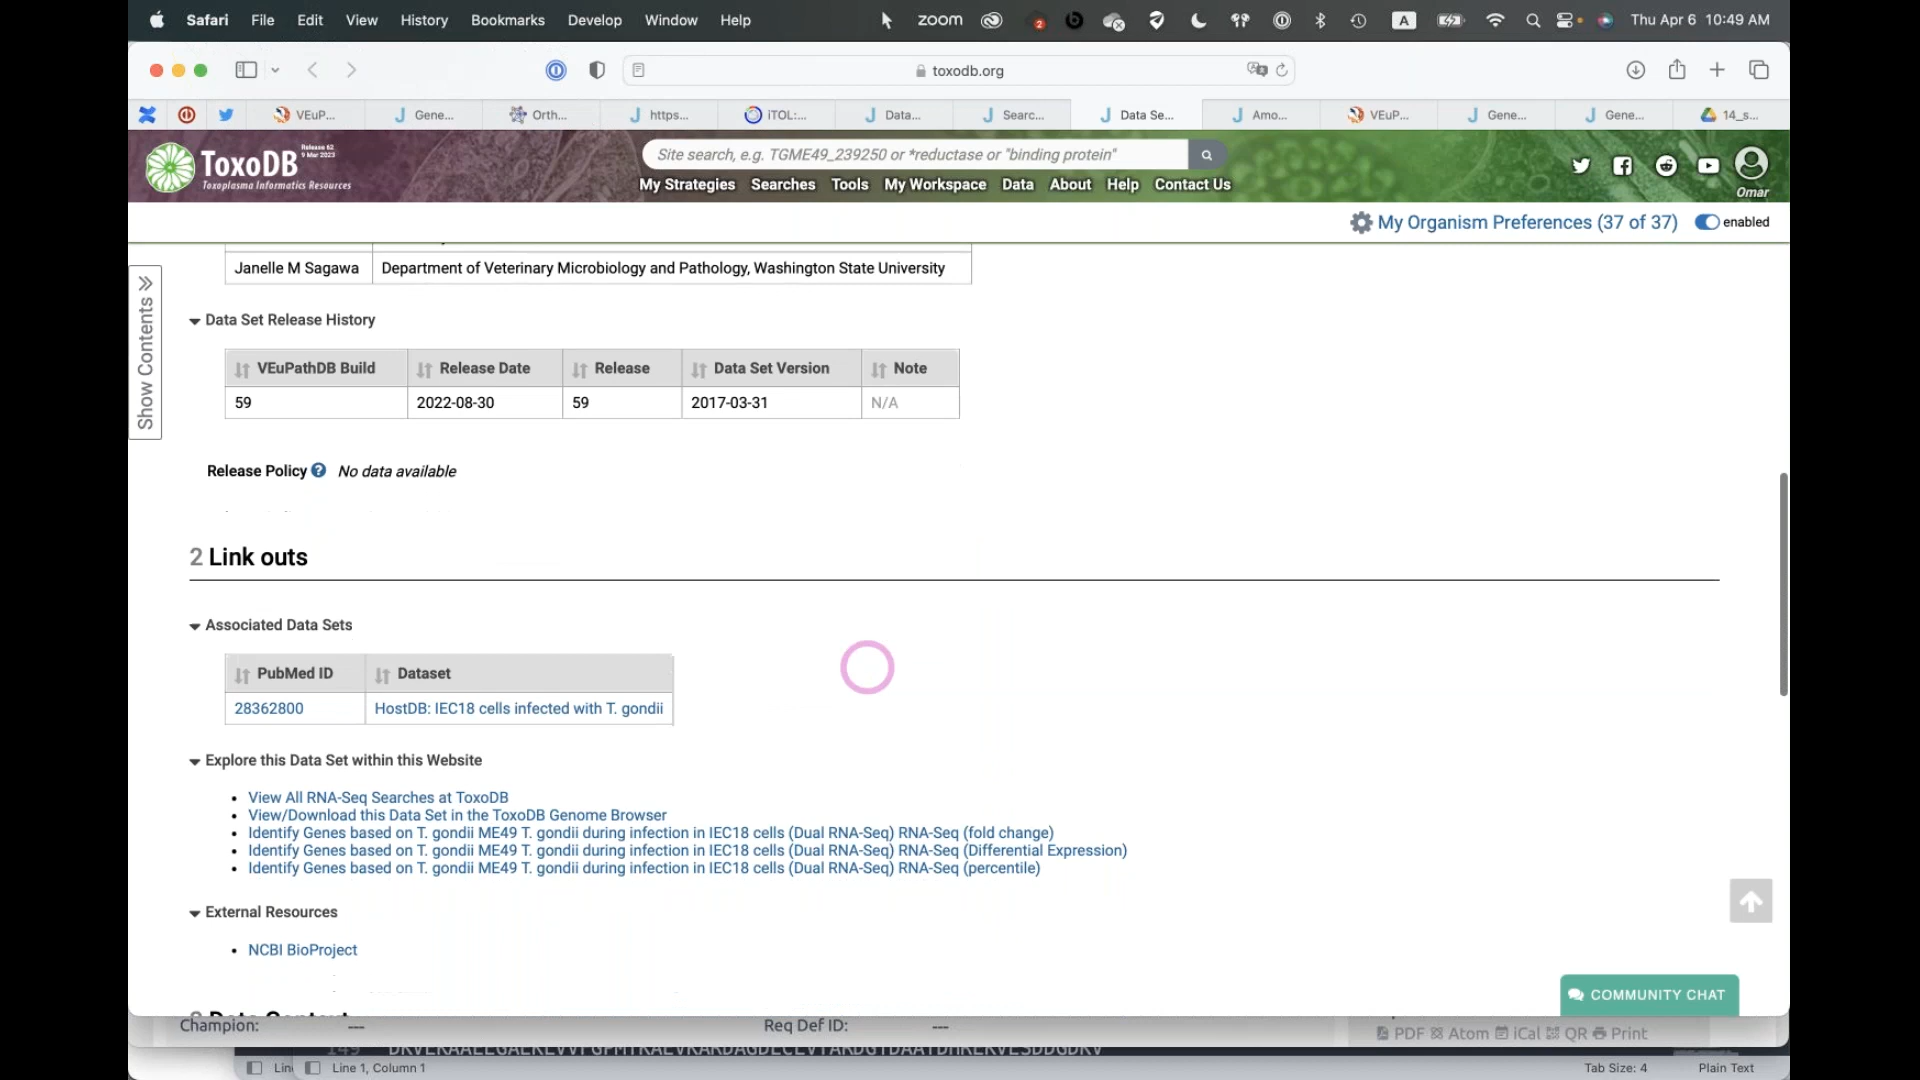 Safari File Edit View History Bookmarks Develop Window Help zoom 2 A Thu Apr 6 10:49 AM
toxodb.org
VEuP... Gene... Orth... https... iTOL:... Data... Searc... Data Se... Amo... VEuP... Gene... Gene... 14_s...
ToxoDB
Release 62
9 Mar 2023
Toxoplasma Informatics Resources
Site search, e.g. TGME49_239250 or *reductase or "binding protein"
My Strategies Searches Tools My Workspace Data About Help Contact Us
Omar
My Organism Preferences (37 of 37) enabled
Show Contents
Janelle M Sagawa Department of Veterinary Microbiology and Pathology, Washington State University
Data Set Release History
VEuPathDB Build Release Date Release Data Set Version Note
59 2022-08-30 59 2017-03-31 N/A
Release Policy ? No data available
2 Link outs
Associated Data Sets
PubMed ID Dataset
28362800 HostDB: IEC18 cells infected with T. gondii
Explore this Data Set within this Website
• View All RNA-Seq Searches at ToxoDB
• View/Download this Data Set in the ToxoDB Genome Browser
• Identify Genes based on T. gondii ME49 T. gondii during infection in IEC18 cells (Dual RNA-Seq) RNA-Seq (fold change)
• Identify Genes based on T. gondii ME49 T. gondii during infection in IEC18 cells (Dual RNA-Seq) RNA-Seq (Differential Expression)
• Identify Genes based on T. gondii ME49 T. gondii during infection in IEC18 cells (Dual RNA-Seq) RNA-Seq (percentile)
External Resources
• NCBI BioProject
COMMUNITY CHAT
Champion: --- Req Def ID: ---
PDF Atom iCal QR Print
Line 1, Column 1 Tab Size: 4 Plain Text